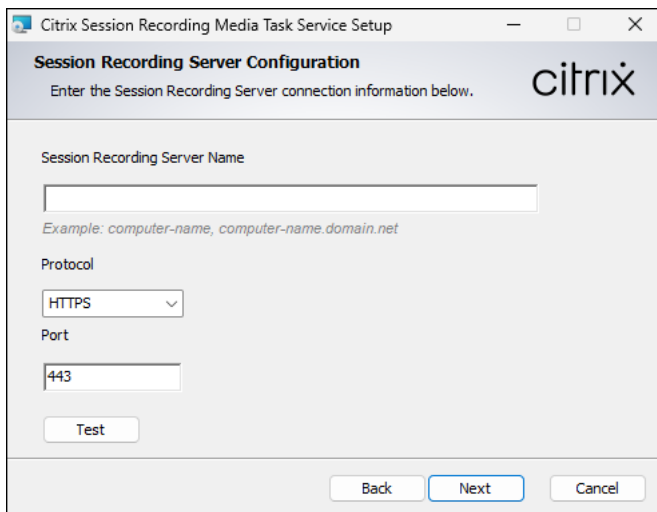 Citrix Session Recording Media Task Service Setup
Session Recording Server Configuration
Enter the Session Recording Server connection information below.
citrix
Session Recording Server Name
Example: computer-name, computer-name.domain.net
Protocol
HTTPS
Port
443
Test
Back Next Cancel